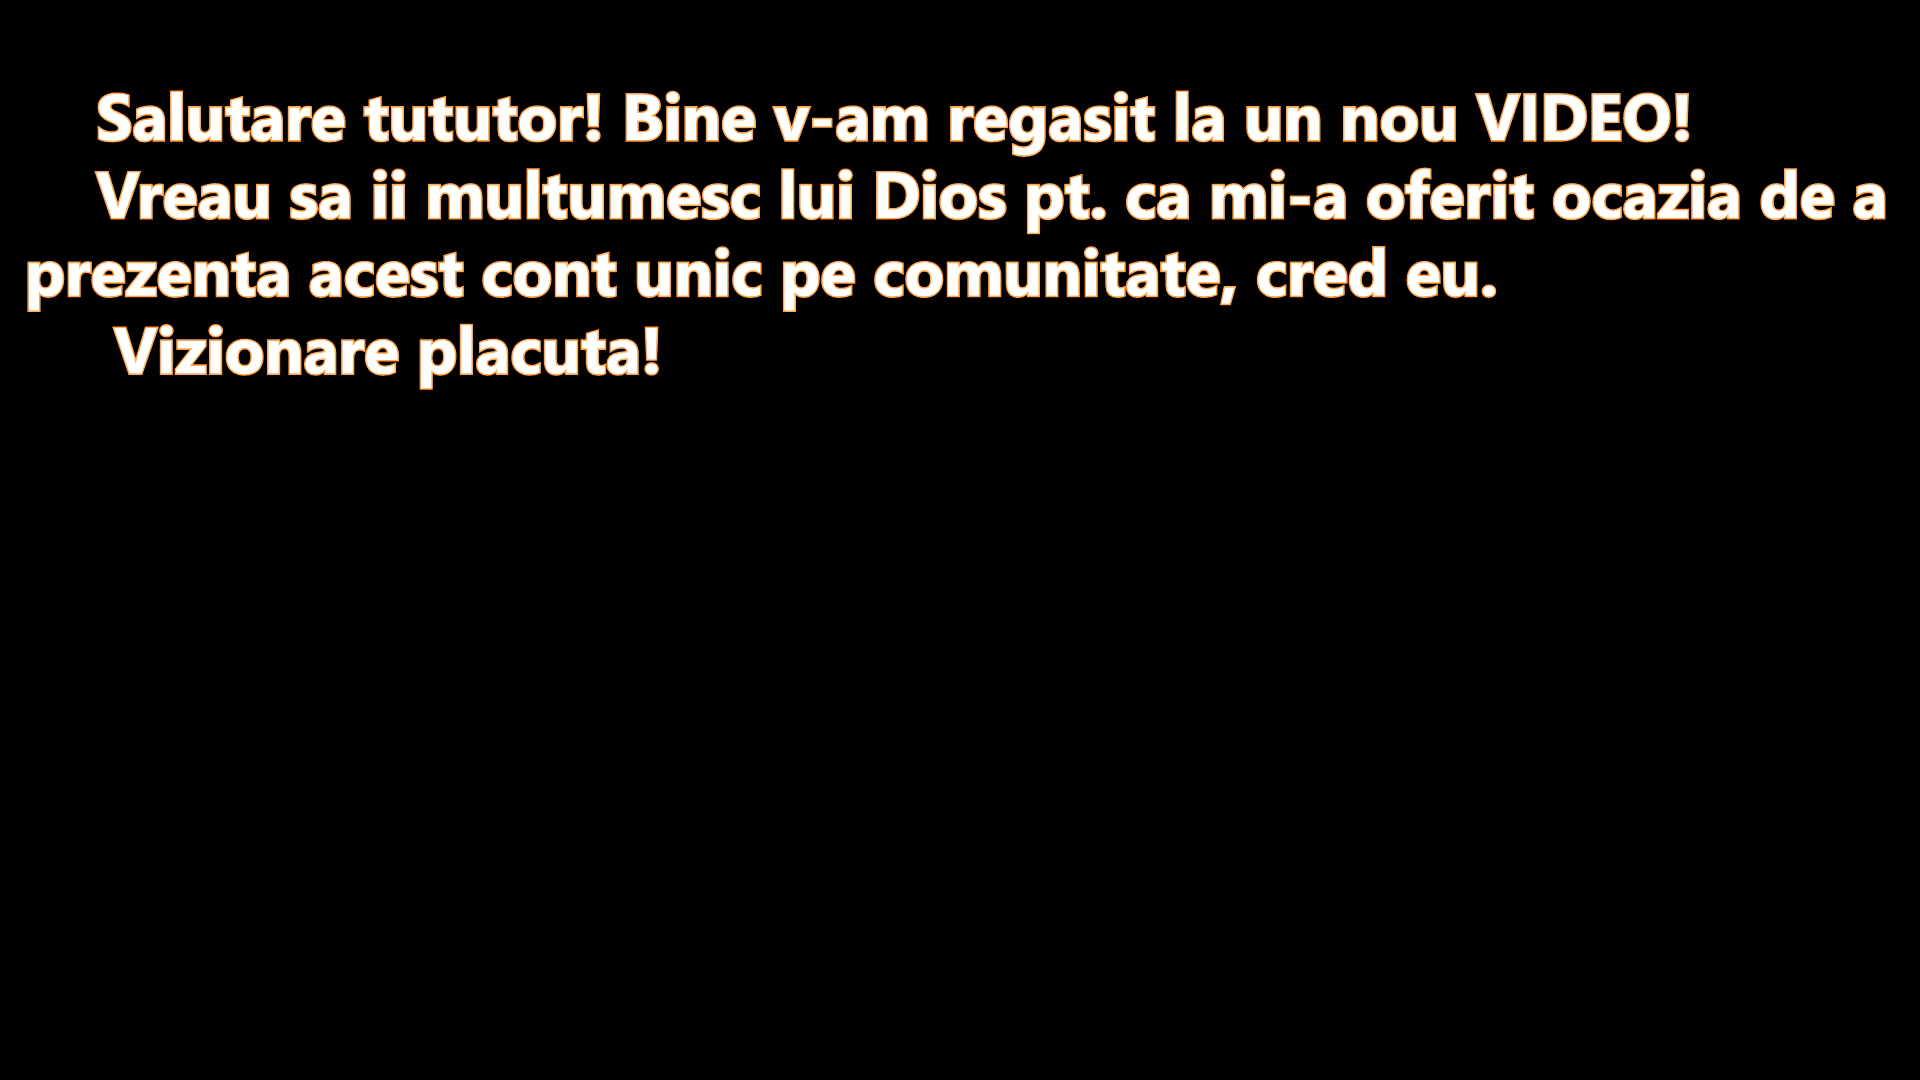 Salutare tututor! Bine v-am regasit la un nou VIDEO!
Vreau sa ii multumesc lui Dios pt. ca mi-a oferit ocazia de a
prezenta acest cont unic pe comunitate, cred eu.
Vizionare placuta!